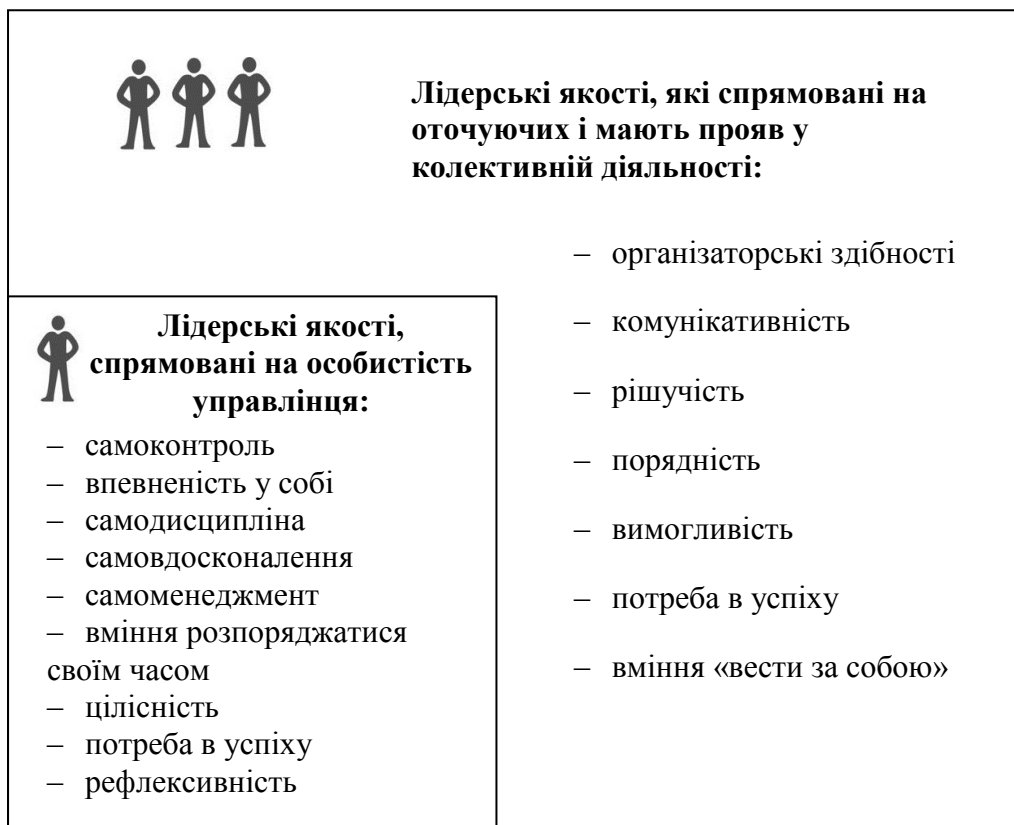 Лідерські якості, які спрямовані на
оточуючих і мають прояв у
колективній діяльності:
– організаторські здібності
– комунікативність
– рішучість
– порядність
– вимогливість
– потреба в успіху
– вміння «вести за собою»
Лідерські якості,
спрямовані на особистість
управлінця:
– самоконтроль
– впевненість у собі
– самодисципліна
– самовдосконалення
– самоменеджмент
– вміння розпоряджатися
своїм часом
– цілісність
– потреба в успіху
– рефлексивність